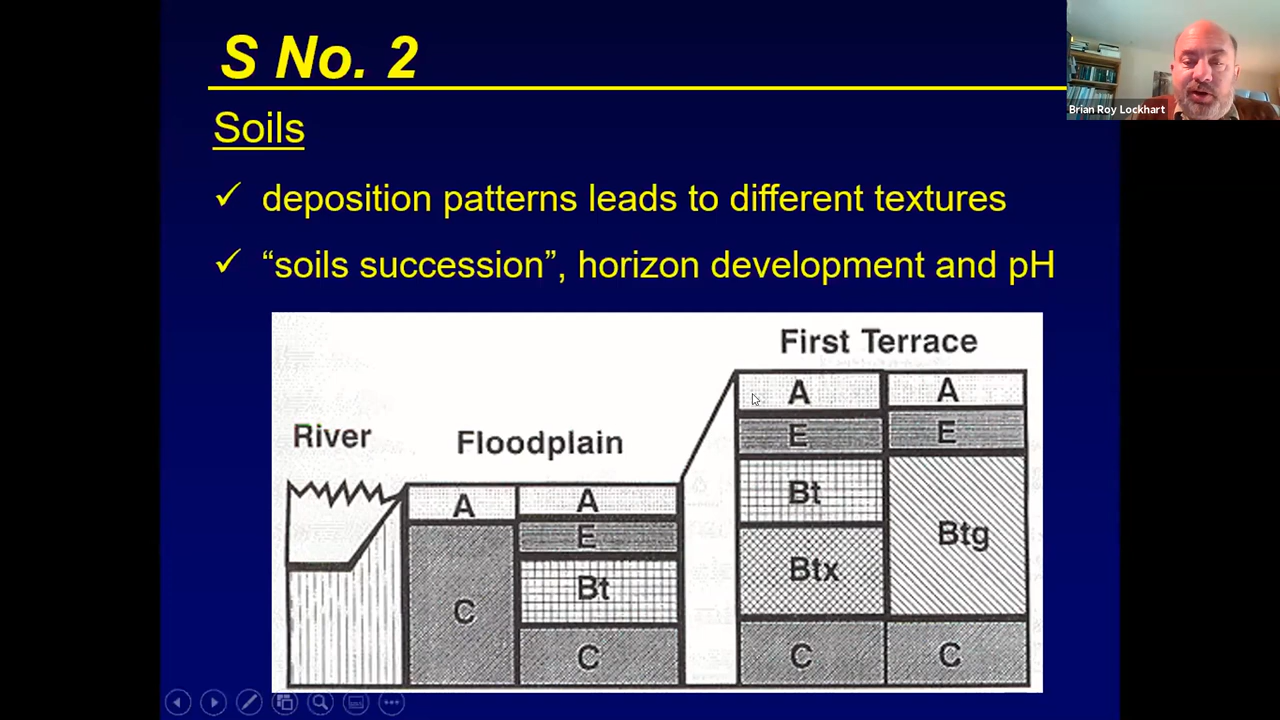 S No. 2
Brian Roy Lockhart
Soils
✓ deposition patterns leads to different textures
✓ “soils succession”, horizon development and pH
First Terrace
River
Floodplain
A
A
E
E
Bt
Btg
Btx
C
C
A
A
E
Bt
C
C